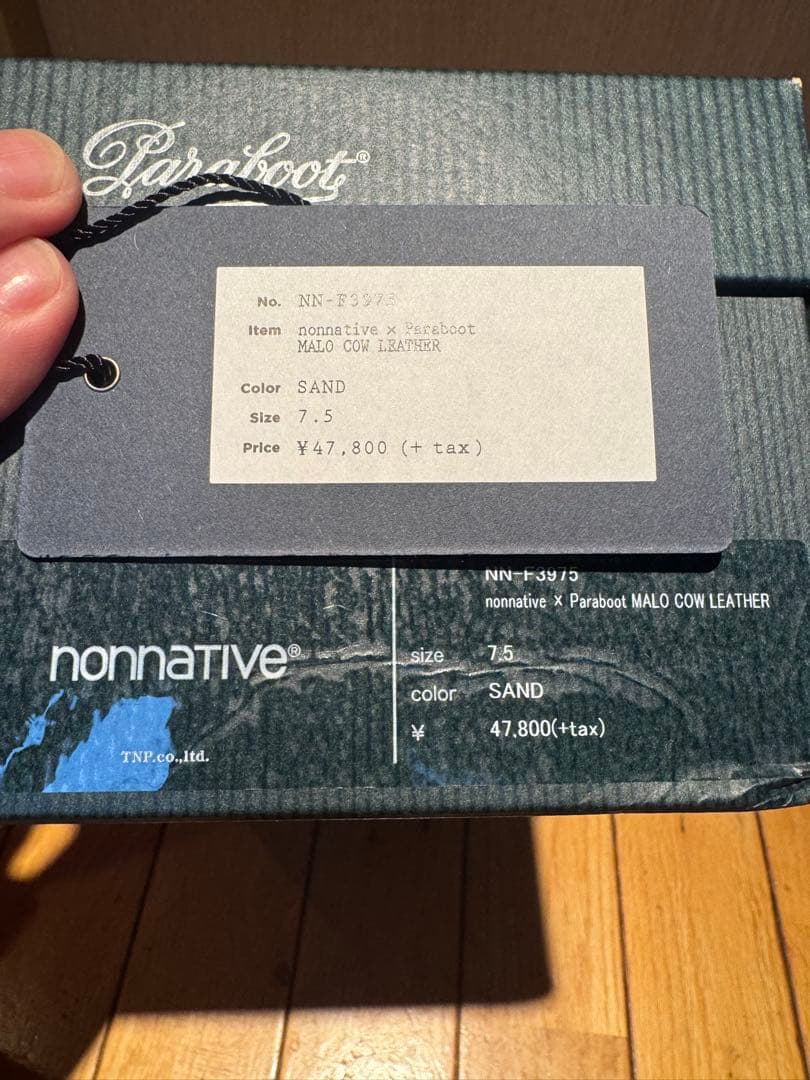 Paraboot®
No. NN-F3975
Item nonnative × Paraboot
MALO COW LEATHER
Color SAND
Size 7.5
Price ¥47,800 (+ tax)
NN-F3975
nonnative × Paraboot MALO COW LEATHER
nonnative®
size 7.5
color SAND
¥ 47.800(+tax)
TNP.co.,ltd.